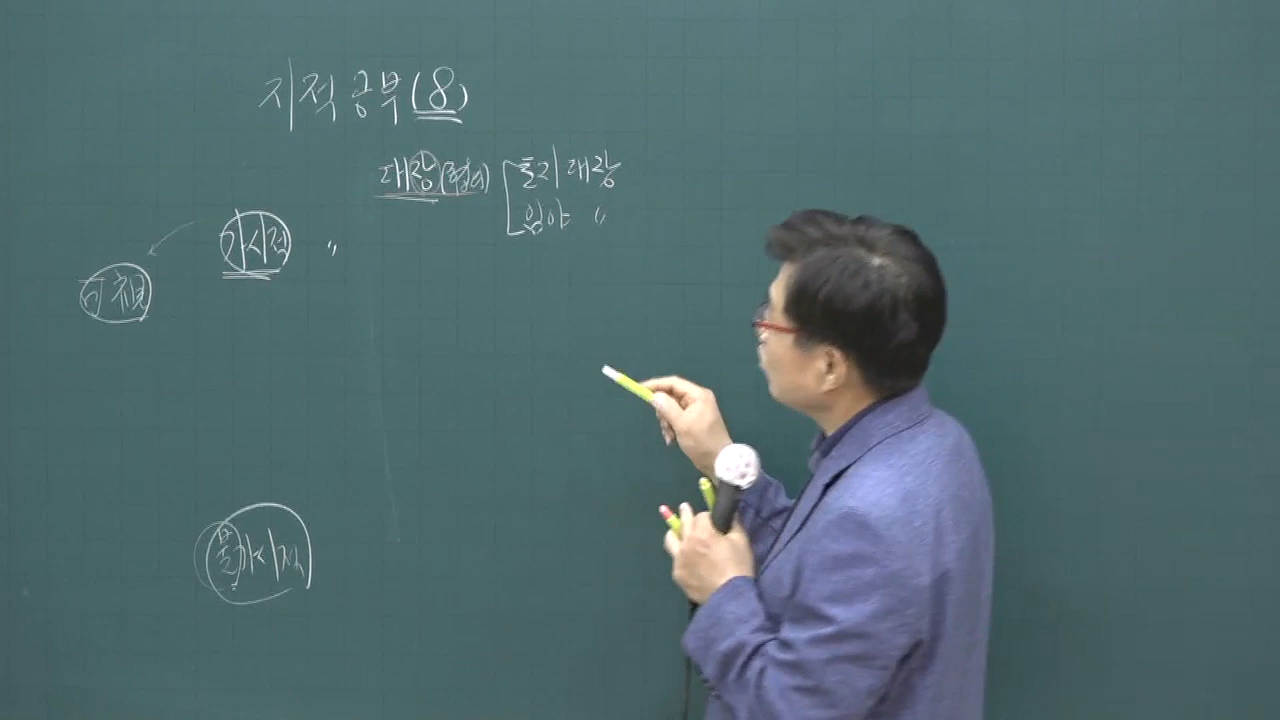 지적공부(8)
대장 토지대장
임야 〃
가시적 〃
可視
불가시적